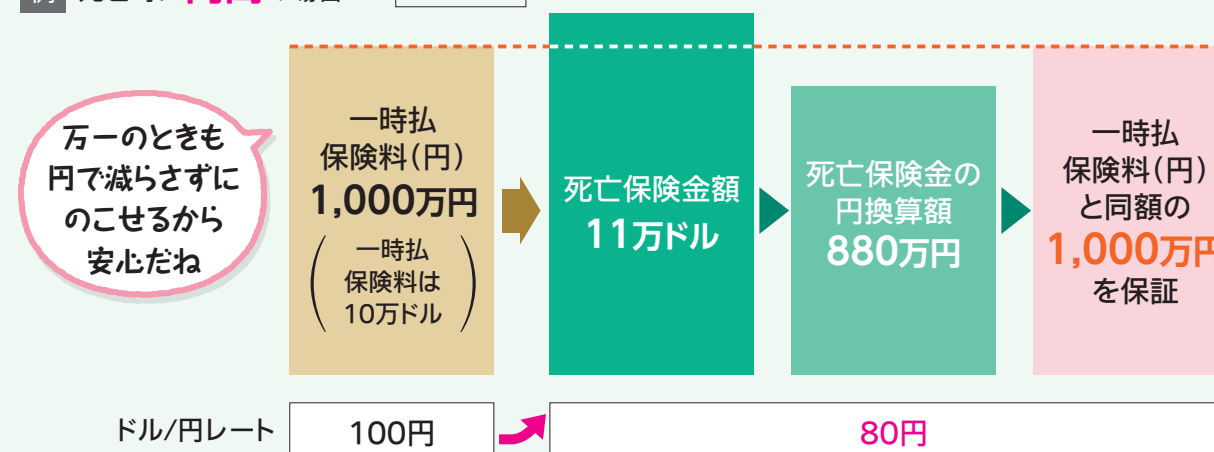 円高
万一のときも
円で減らさずに
のこせるから
安心だね
一時払
保険料(円)
1,000万円
一時払
保険料は
10万ドル
死亡保険金額
11万ドル
死亡保険金の
円換算額
880万円
一時払
保険料(円)
と同額の
1,000万円
を保証
ドル/円レート
100円
80円